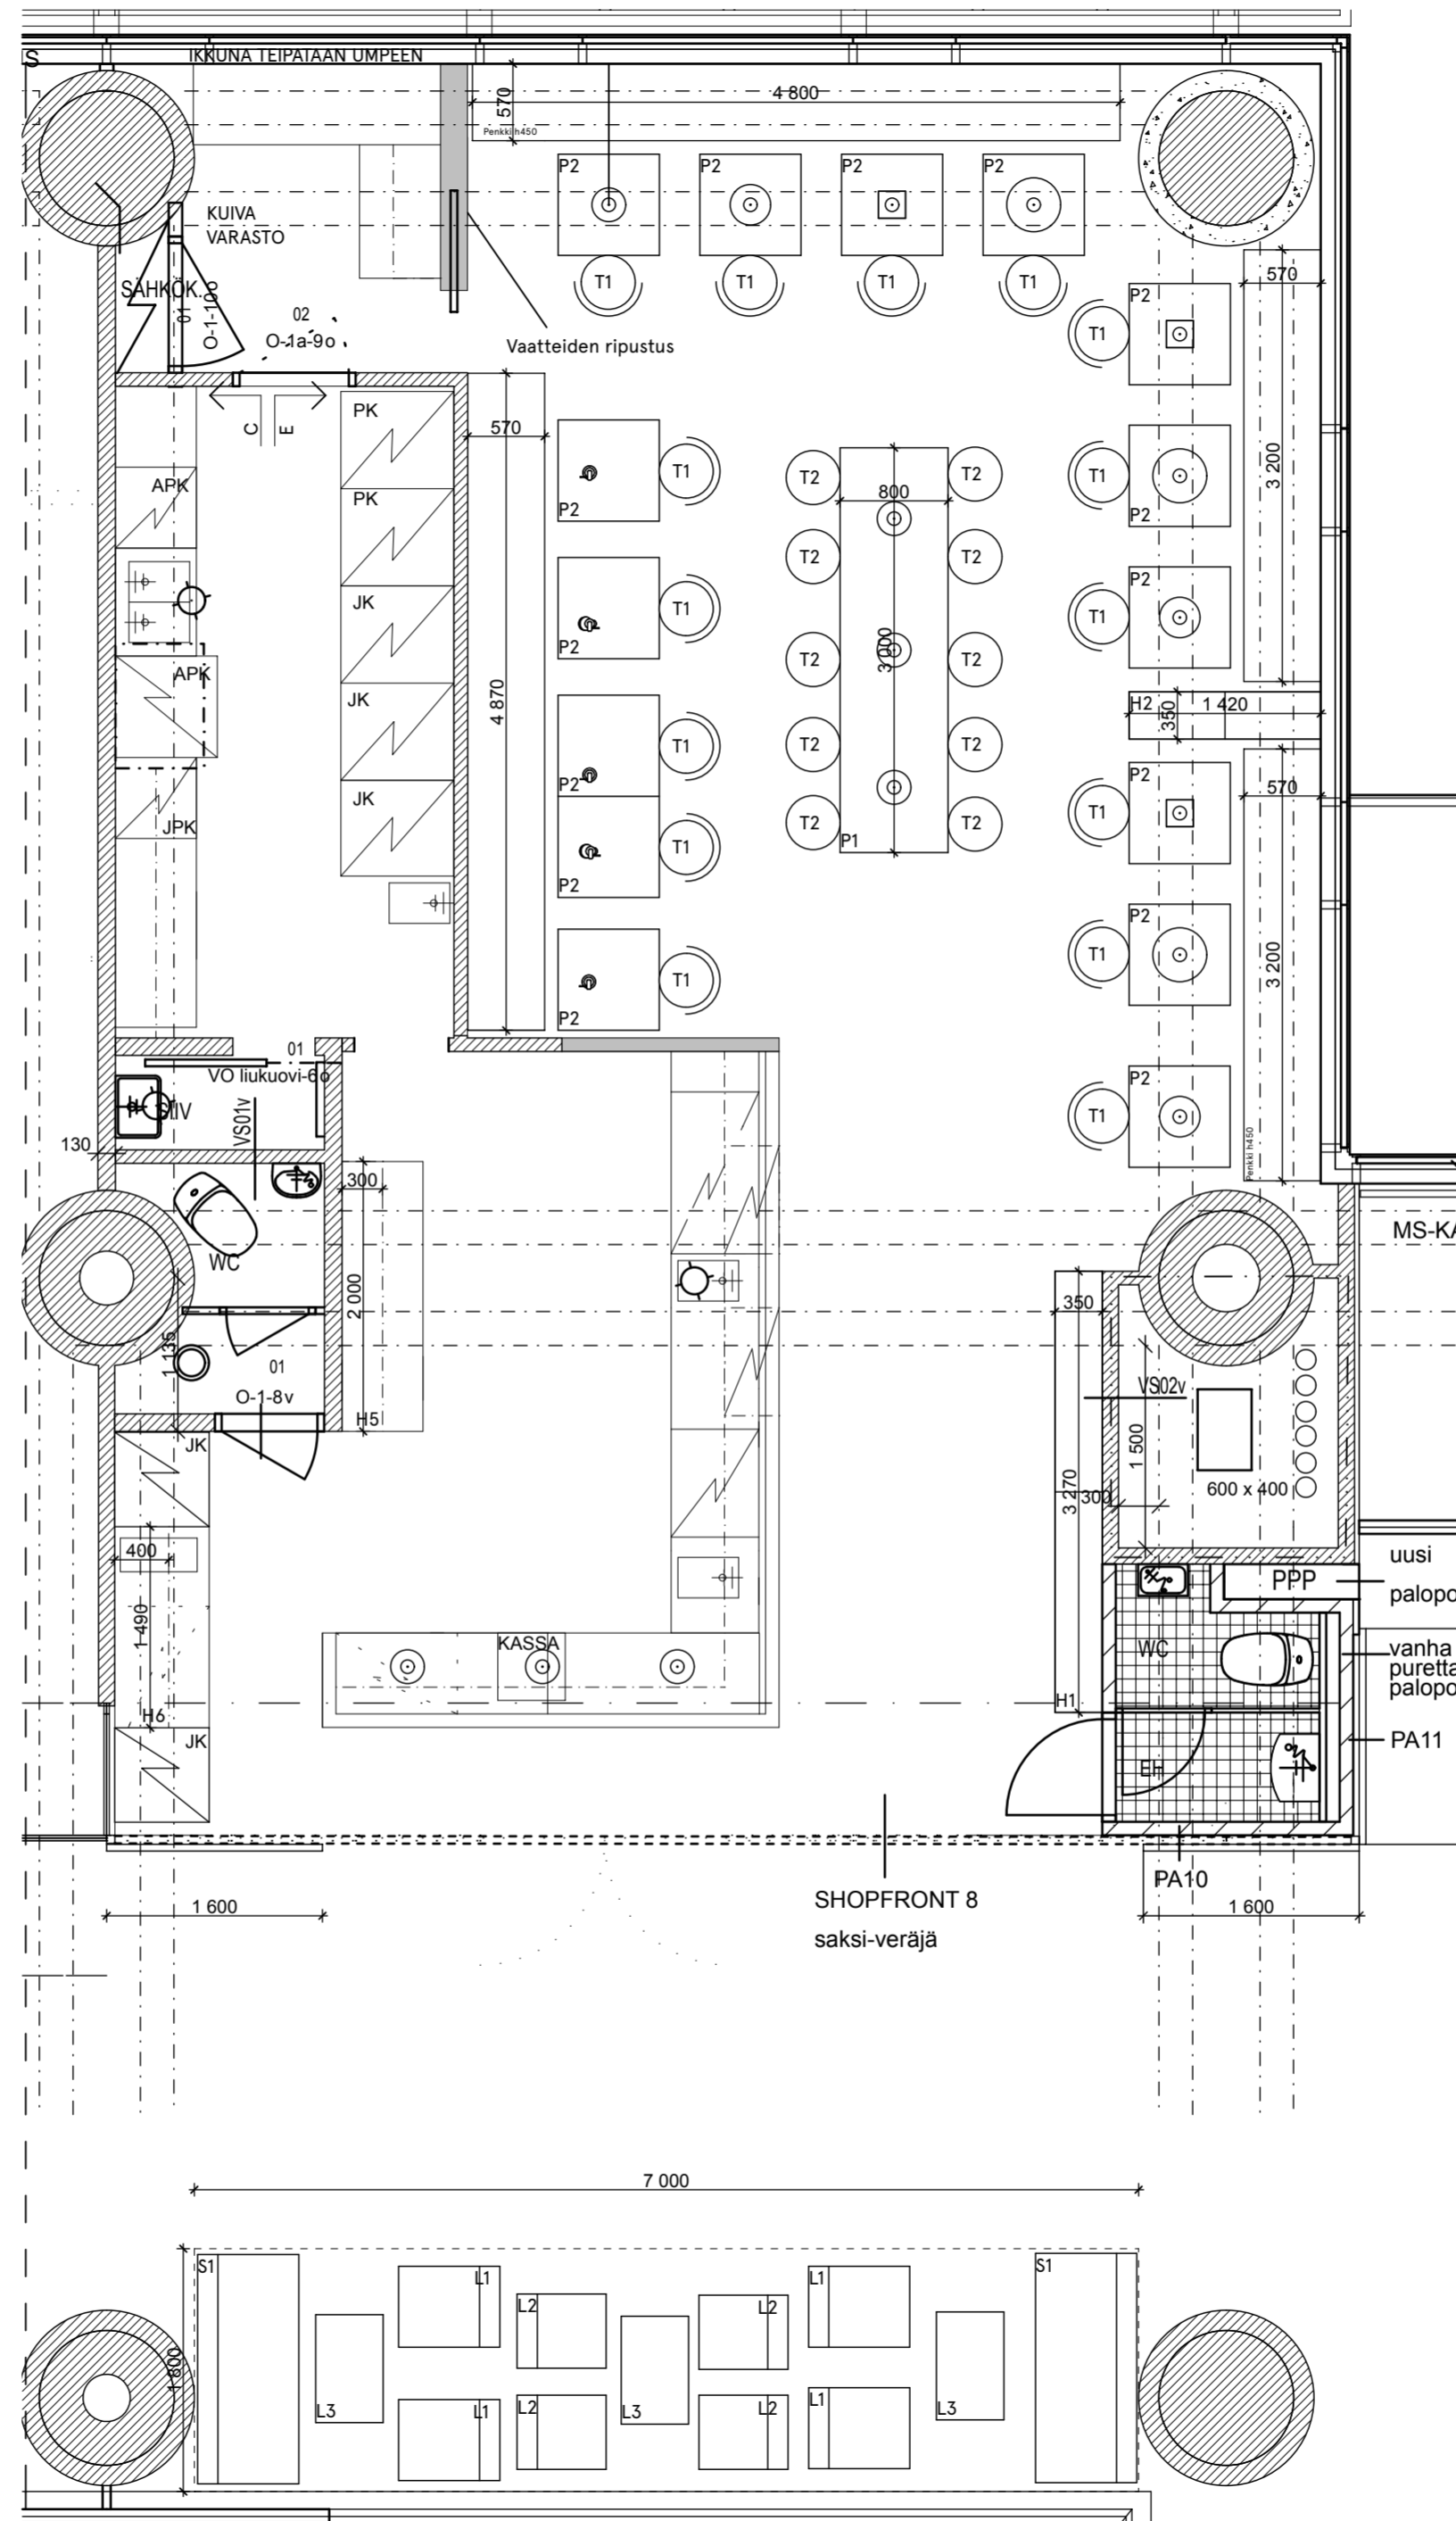 S
IKKUNA TEIPATAAN UMPEEN
570
4 800
Penkki h450
P2
P2
P2
P2
KUIVA
VARASTO
T1
T1
T1
T1
570
SÄHKÖK.
01
O-1-10o
02
O-1a-9o
Vaatteiden ripustus
P2
T1
C
E
PK
570
T1
P2
T2
T2
800
T1
P2
3 200
APK
PK
T2
T2
P2
JK
T1
P2
T1
APK
T2
3 000
T2
JK
4 870
H2
350
1 420
T1
P2
T2
T2
P2
570
JPK
JK
T2
T2
T1
P1
T1
P2
P2
T1
3 200
T1
P2
01
VO liukuovi-6o
P2
T1
SIIV
VS01v
130
Penkki h450
300
WC
MS-KA
2 000
350
1 135
01
O-1-8v
H5
VS02v
1 500
JK
3 270
300
600 x 400
400
uusi
PPP
palopo
1 490
KASSA
WC
vanha
puretta
palopo
H6
H1
JK
EH
PA11
PA10
1 600
SHOPFRONT 8
1 600
saksi-veräjä
7 000
S1
L1
L1
S1
L2
L2
1 800
L3
L3
L3
L1
L2
L2
L1